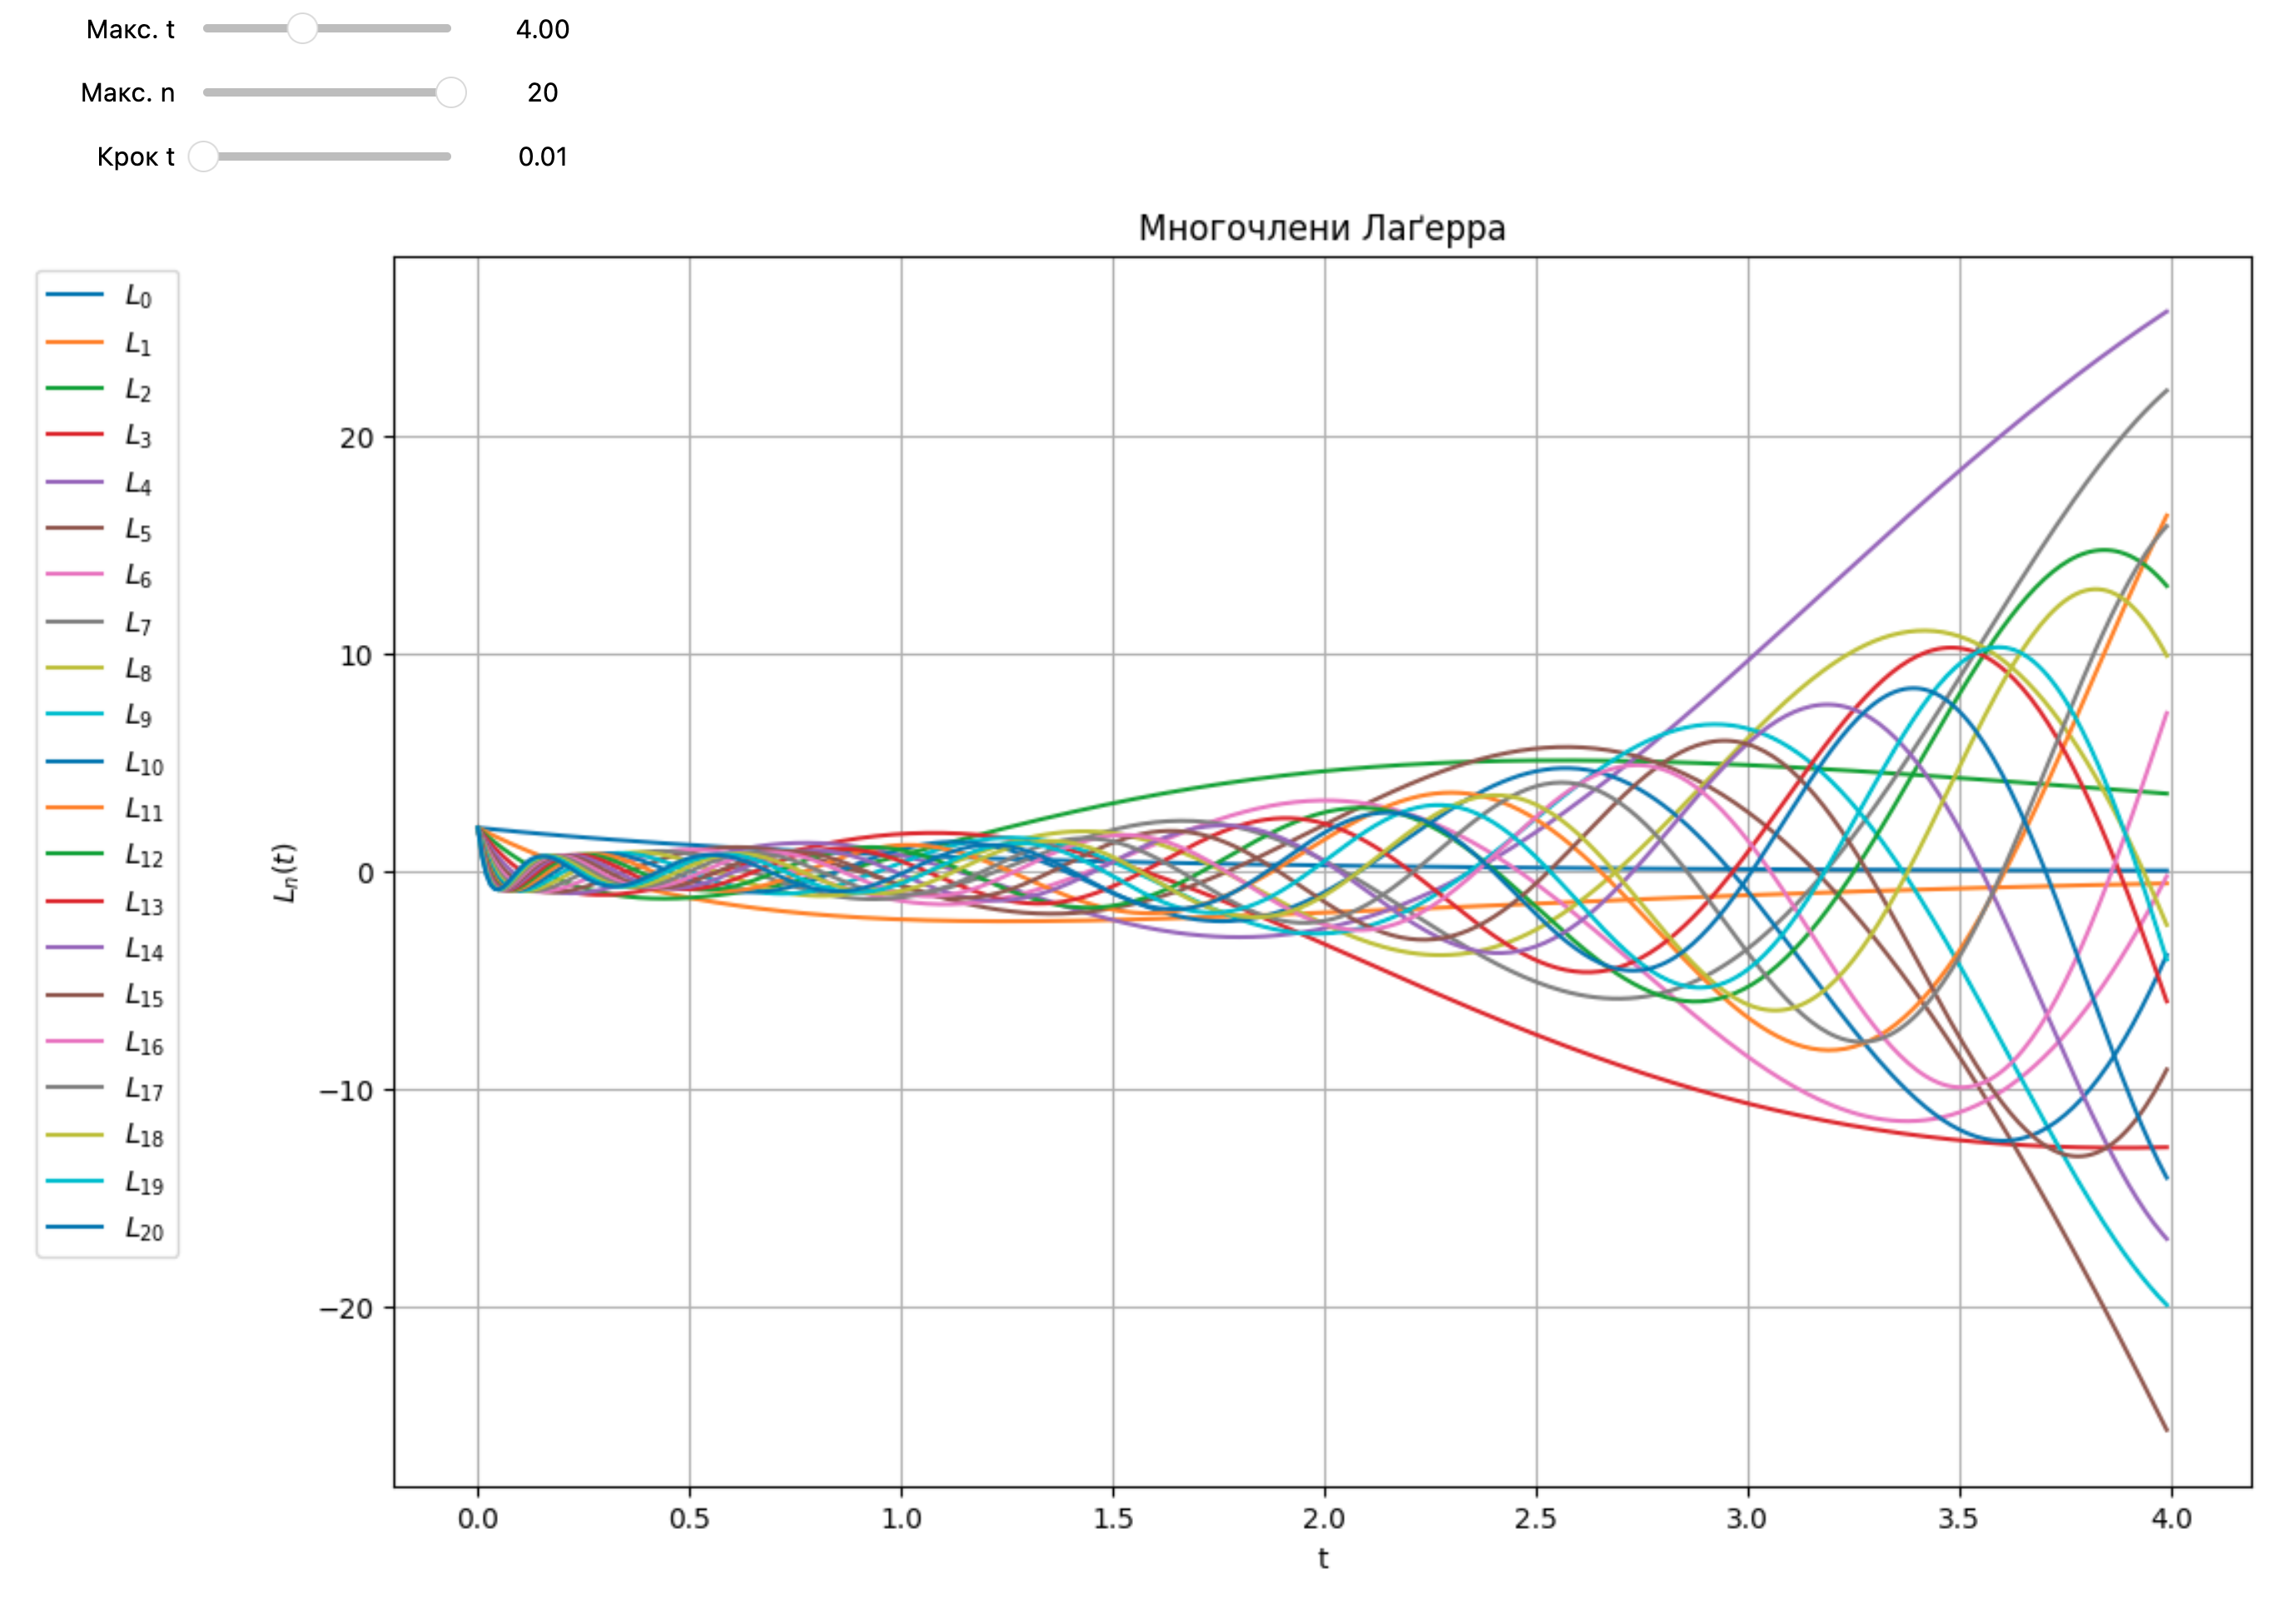 Макс. t 4.00
Макс. n 20
Крок t 0.01
Многочлени Лаґерра
L₀
L₁
L₂
L₃
L₄
L₅
L₆
L₇
L₈
L₉
L₁₀
L₁₁
L₁₂
L₁₃
L₁₄
L₁₅
L₁₆
L₁₇
L₁₈
L₁₉
L₂₀
Lₙ(t)
20
10
0
−10
−20
0.0 0.5 1.0 1.5 2.0 2.5 3.0 3.5 4.0
t